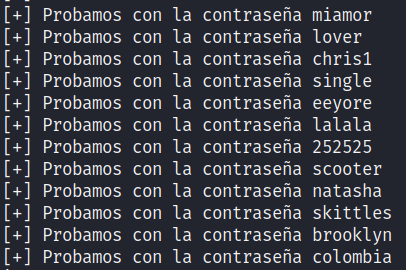 [+] Probamos con la contraseña miamor
[+] Probamos con la contraseña lover
[+] Probamos con la contraseña chris1
[+] Probamos con la contraseña single
[+] Probamos con la contraseña eeyore
[+] Probamos con la contraseña lalala
[+] Probamos con la contraseña 252525
[+] Probamos con la contraseña scooter
[+] Probamos con la contraseña natasha
[+] Probamos con la contraseña skittles
[+] Probamos con la contraseña brooklyn
[+] Probamos con la contraseña colombia